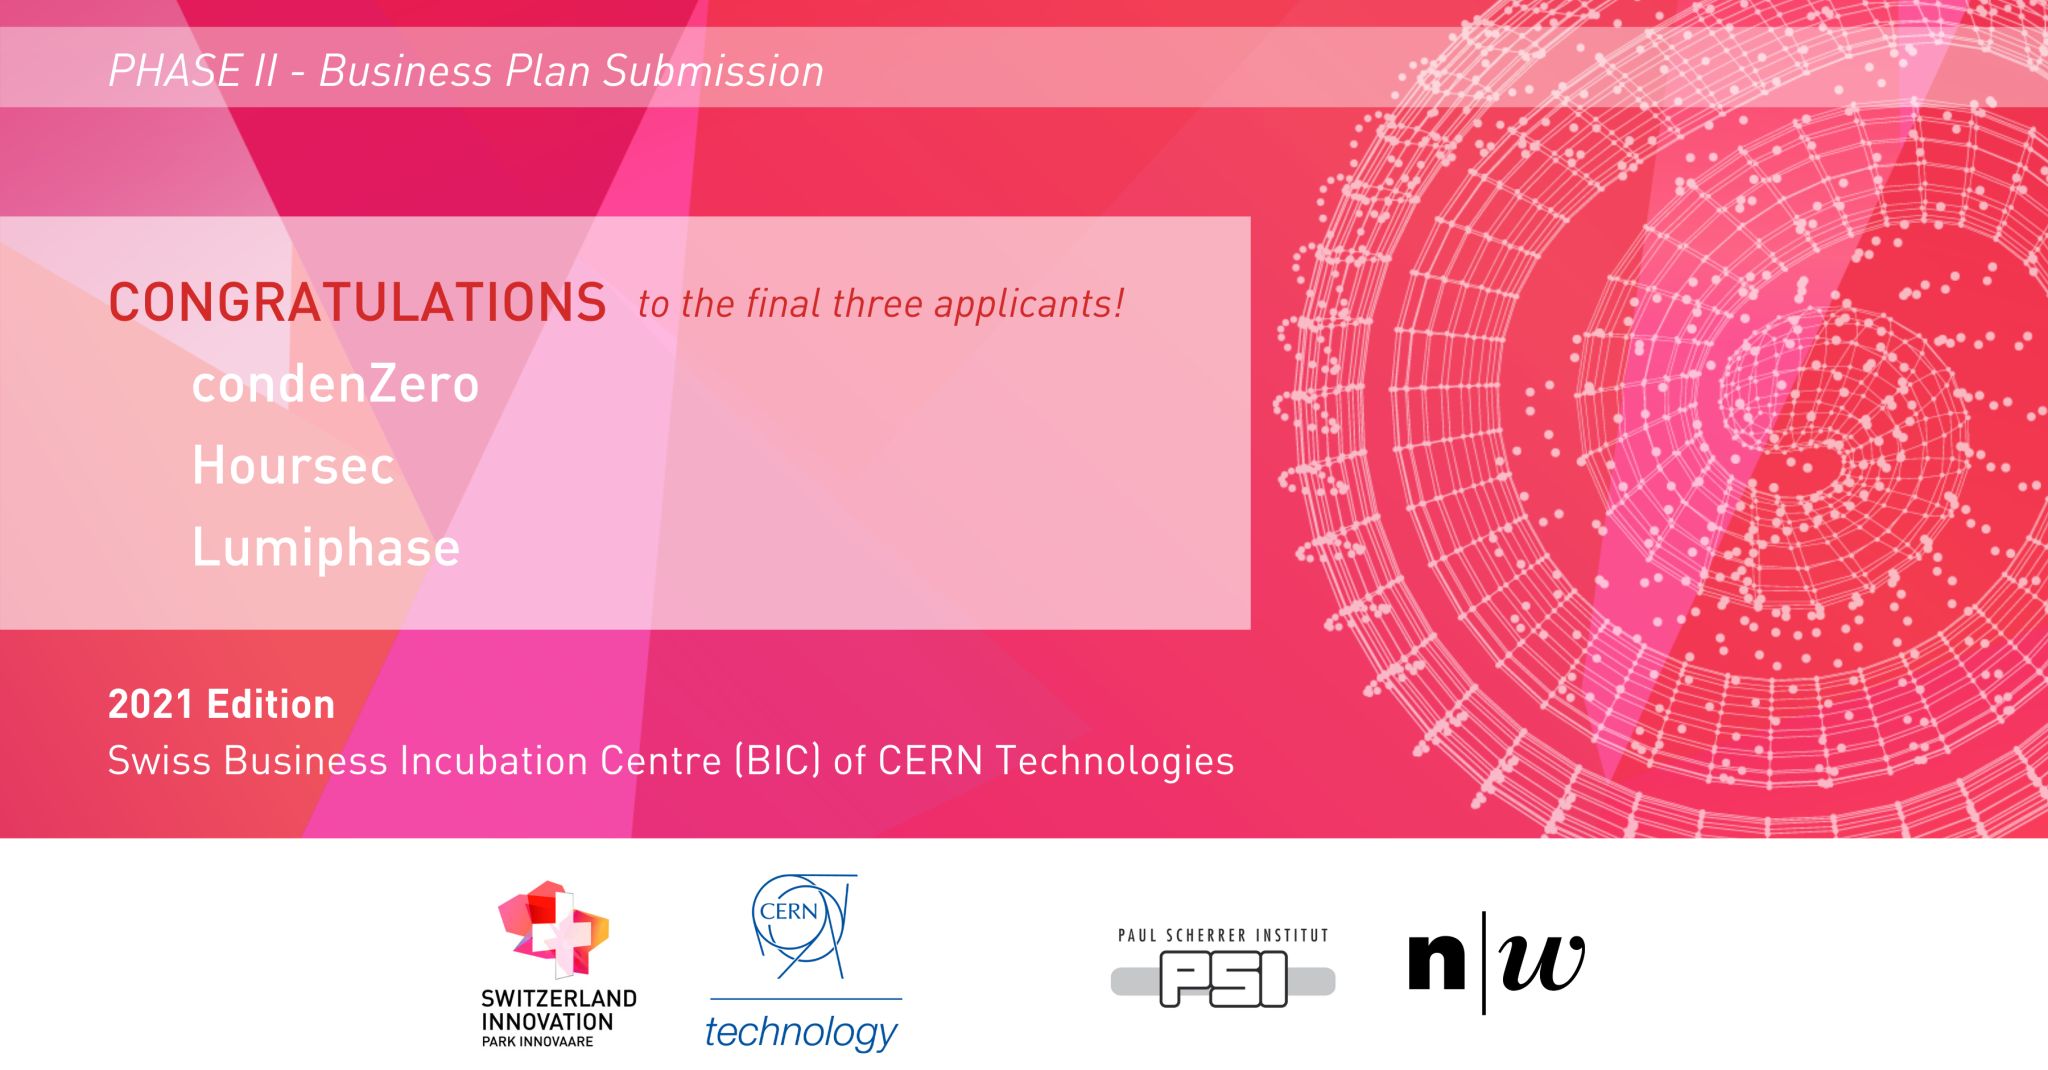 PHASE II - Business Plan Submission
CONGRATULATIONS to the final three applicants!
condenZero
Hoursec
Lumiphase
2021 Edition
Swiss Business Incubation Centre (BIC) of CERN Technologies
SWITZERLAND
INNOVATION
PARK INNOVAARE
CERN
technology
PAUL SCHERRER INSTITUT
PSI
n|w